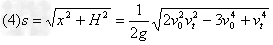 (4)s = √(x² + H²) = (1/2g)√(2v₀²vₜ² − 3v₀⁴ + vₜ⁴)